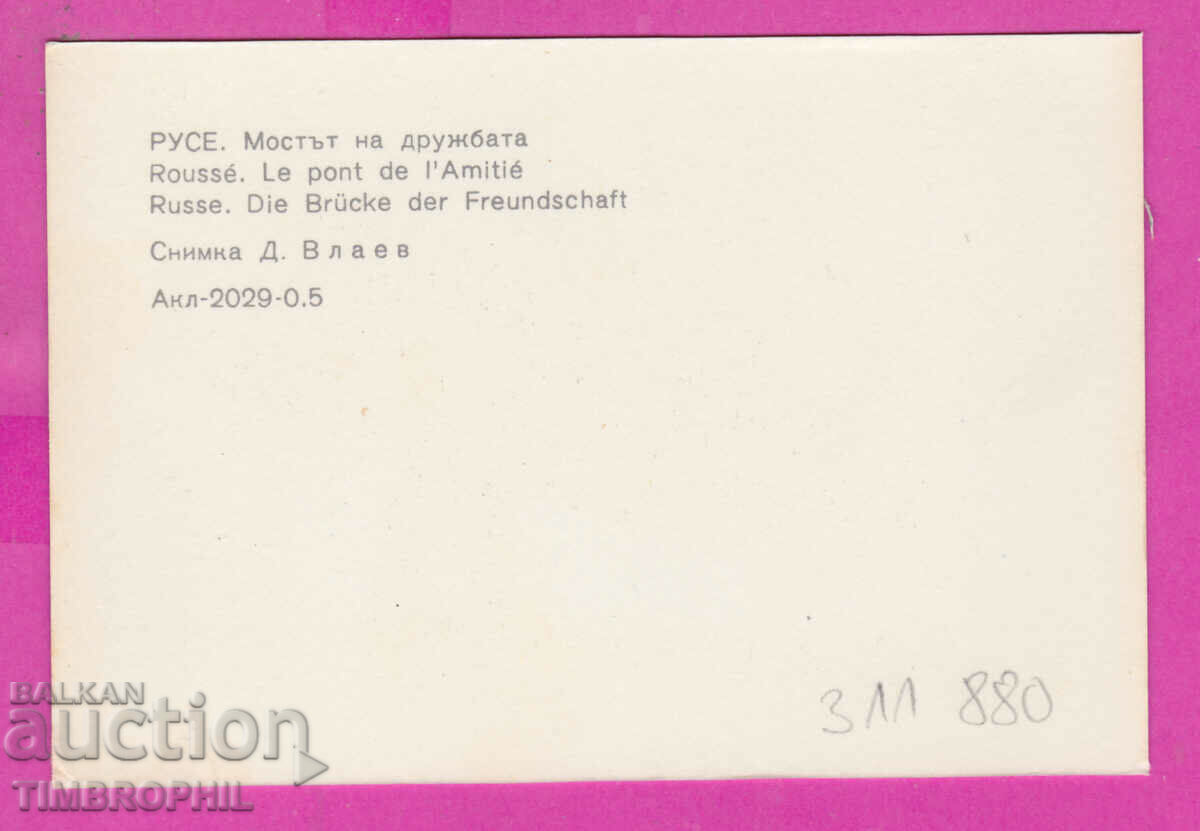 РУСЕ. Мостът на дружбата
Roussé. Le pont de l'Amitié
Russe. Die Brücke der Freundschaft
Снимка Д. Влаев
Акл-2029-0.5
311 880
BALKAN
auction
TIMBROPHIL